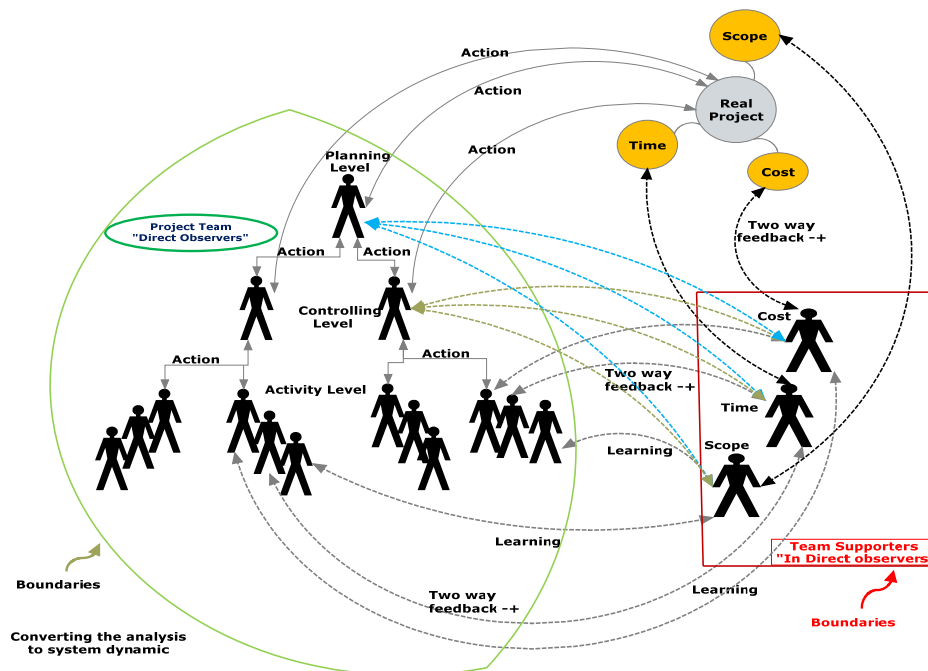 Scope
Action
Action
Real
Project
Action
Time
Planning
Level
Cost
Project Team
"Direct Observers"
Two way
feedback -+
Action
Action
Controlling
Level
Cost
Action
Action
Two way
feedback -+
Activity Level
Time
Scope
Learning
Learning
Team Supporters
"In Direct observers
Boundaries
Learning
Two way
feedback -+
Boundaries
Converting the analysis
to system dynamic